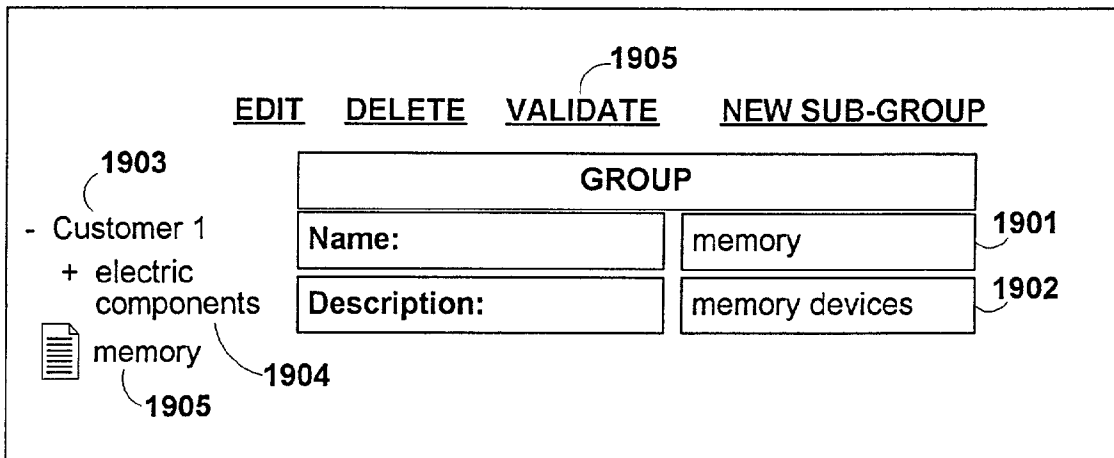 1905
EDIT DELETE VALIDATE NEW SUB-GROUP
1903
GROUP
- Customer 1
Name: memory 1901
+ electric
components
Description: memory devices 1902
memory
1904
1905